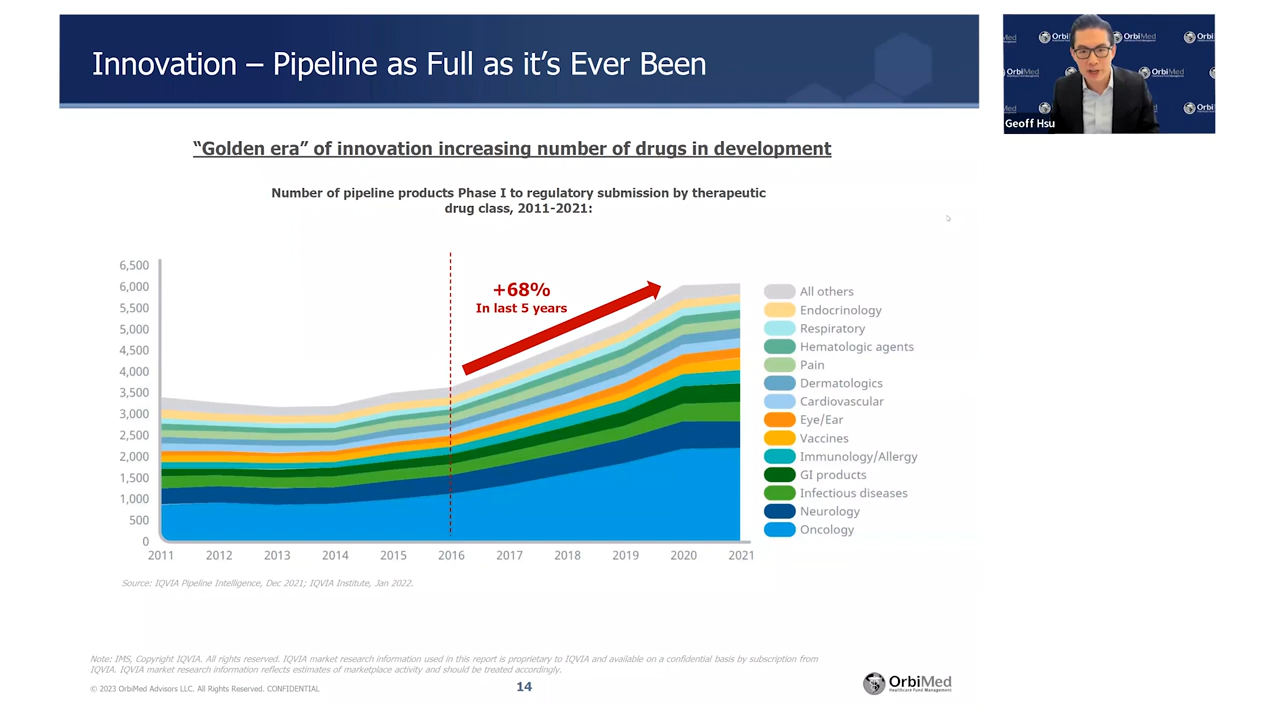 Innovation – Pipeline as Full as it’s Ever Been
“Golden era” of innovation increasing number of drugs in development
Number of pipeline products Phase I to regulatory submission by therapeutic
drug class, 2011-2021:
6,500
6,000
5,500
5,000
4,500
4,000
3,500
3,000
2,500
2,000
1,500
1,000
500
0
2011 2012 2013 2014 2015 2016 2017 2018 2019 2020 2021
+68%
In last 5 years
All others
Endocrinology
Respiratory
Hematologic agents
Pain
Dermatologics
Cardiovascular
Eye/Ear
Vaccines
Immunology/Allergy
GI products
Infectious diseases
Neurology
Oncology
Source: IQVIA Pipeline Intelligence, Dec 2021; IQVIA Institute, Jan 2022.
Note: IMS, Copyright IQVIA. All rights reserved. IQVIA market research information used in this report is proprietary to IQVIA and available on a confidential basis by subscription from
IQVIA. IQVIA market research information reflects estimates of marketplace activity and should be treated accordingly.
© 2023 OrbiMed Advisors LLC. All Rights Reserved. CONFIDENTIAL
14
OrbiMed
Healthcare Fund Management
OrbiMed
OrbiMed
Geoff Hsu